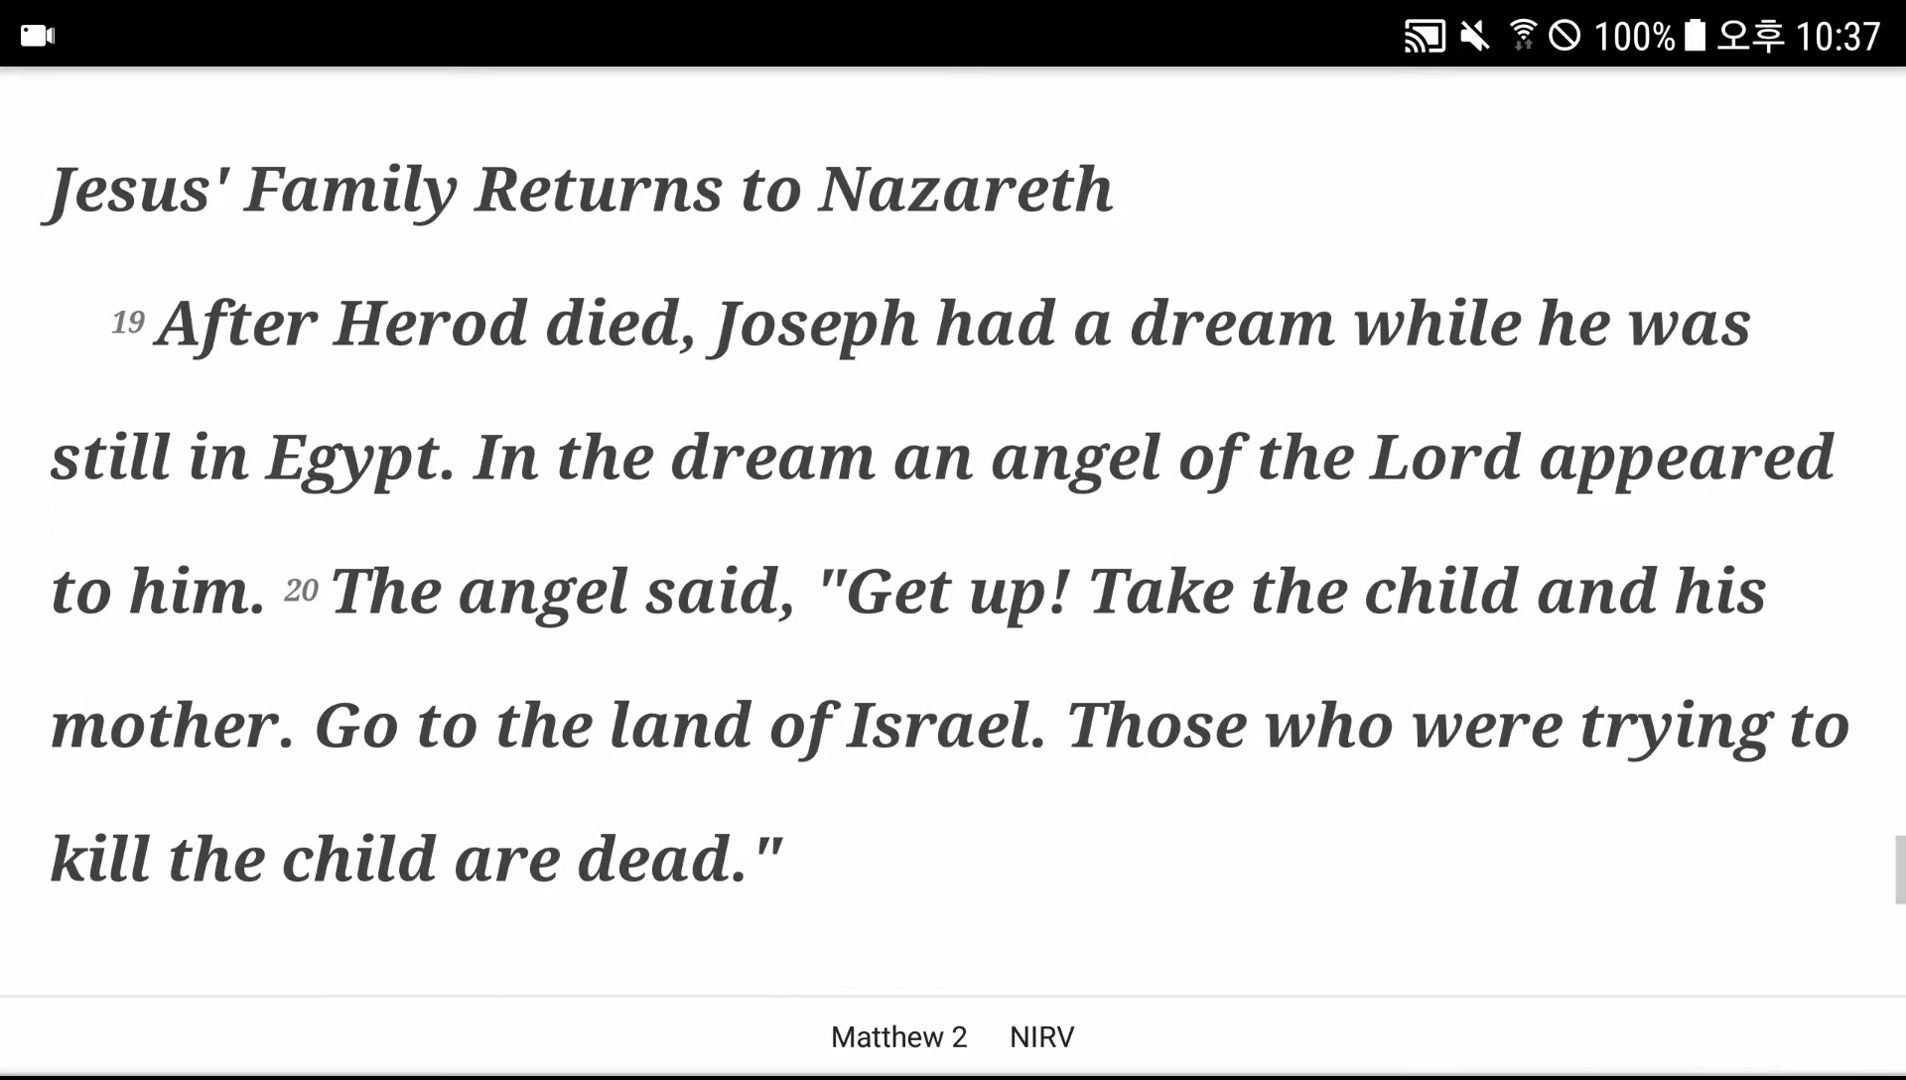 100% 오후 10:37
Jesus' Family Returns to Nazareth
19 After Herod died, Joseph had a dream while he was
still in Egypt. In the dream an angel of the Lord appeared
to him. 20 The angel said, "Get up! Take the child and his
mother. Go to the land of Israel. Those who were trying to
kill the child are dead."
Matthew 2 NIRV